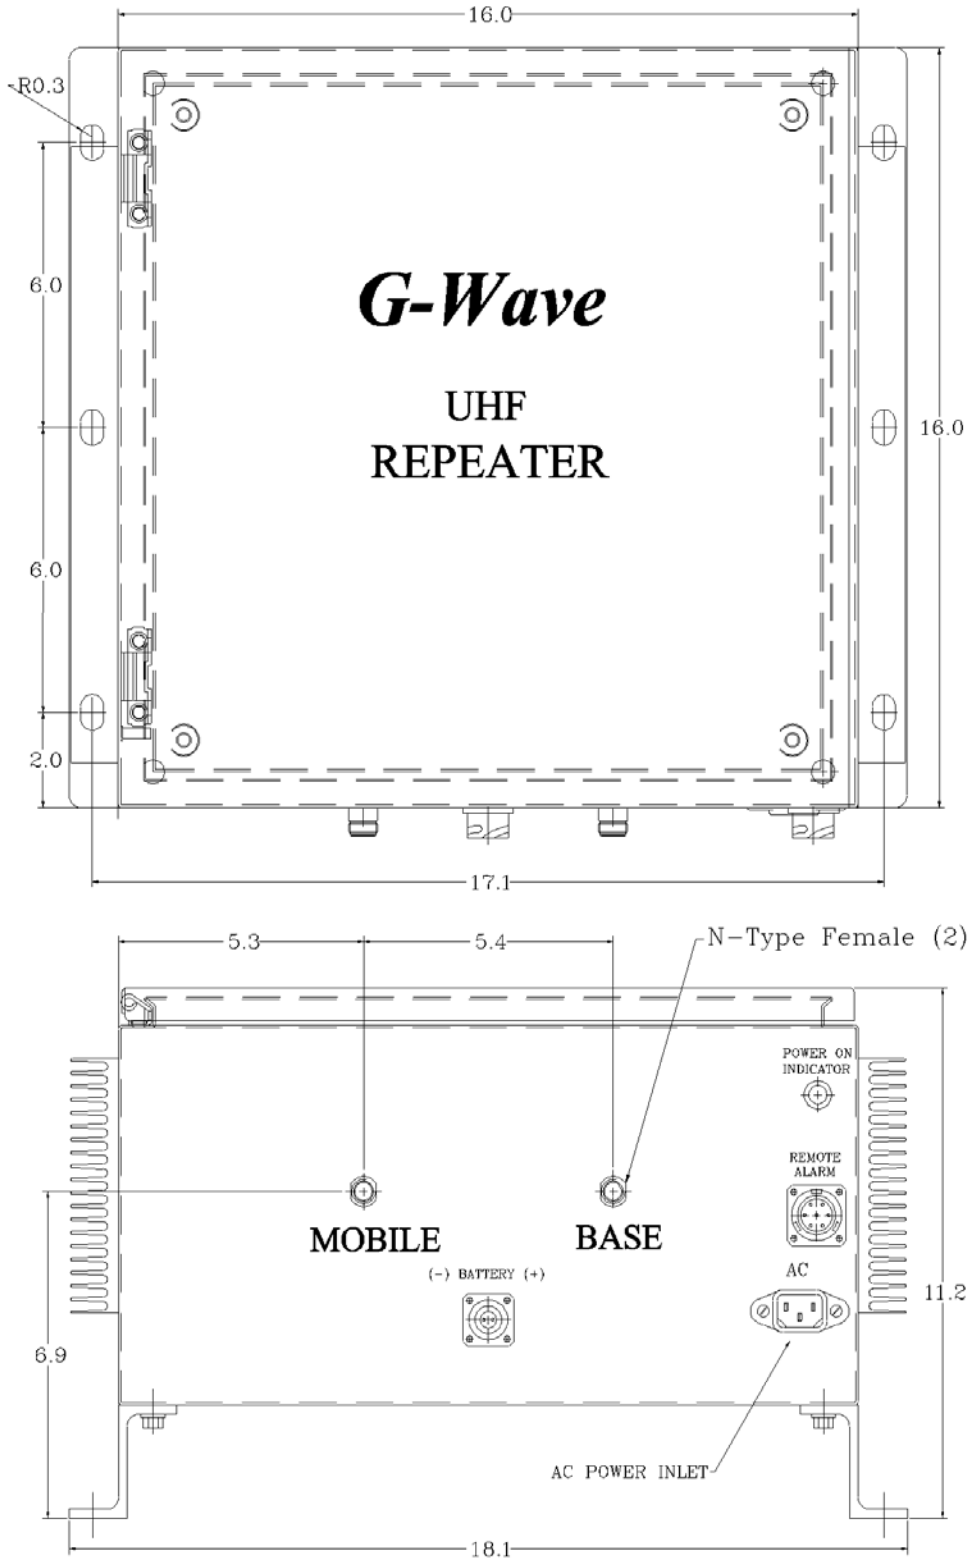 16.0
R0.3
6.0
G-Wave
UHF
REPEATER
16.0
6.0
2.0
17.1
5.3
5.4
N-Type Female (2)
POWER ON
INDICATOR
REMOTE
ALARM
MOBILE
BASE
(-) BATTERY (+)
AC
11.2
6.9
AC POWER INLET
18.1